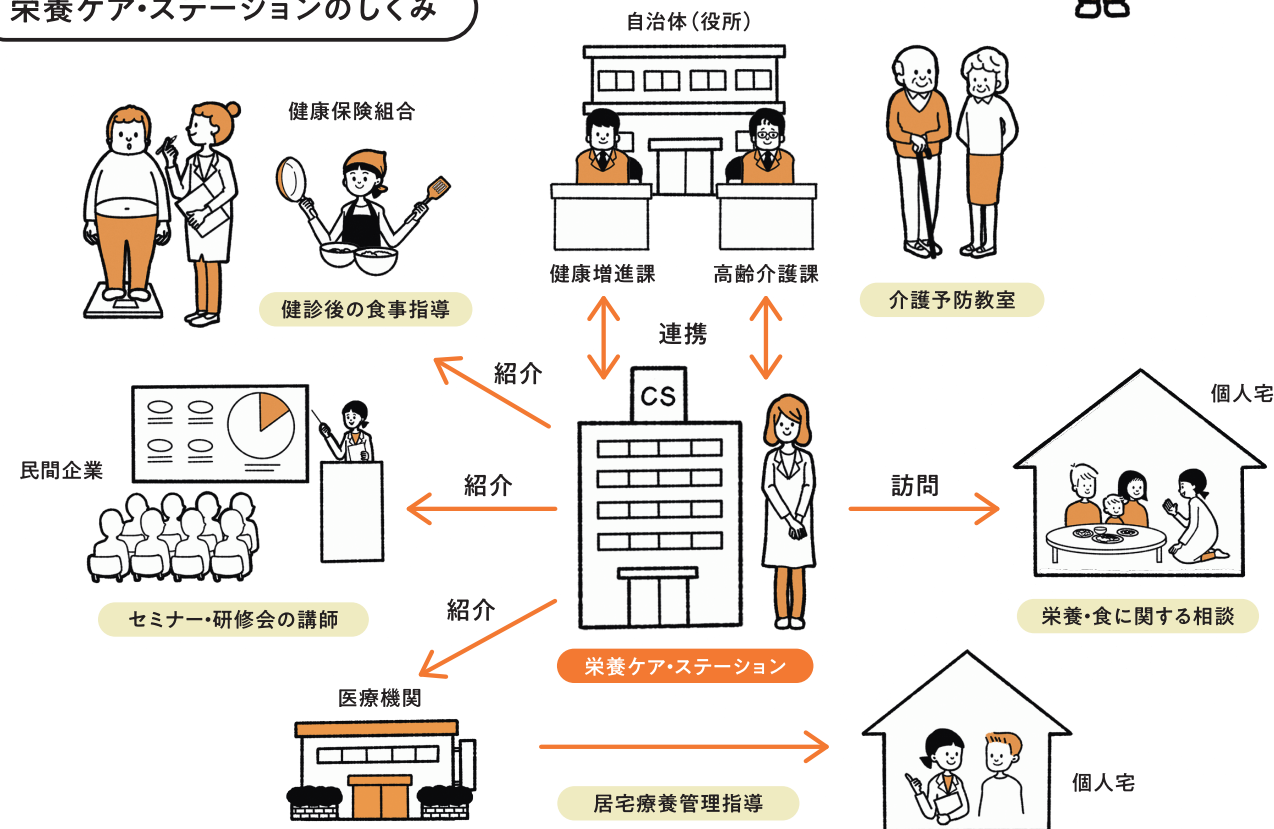 栄養ケア・ステーションのしくみ
自治体（役所）
健康保険組合
健康増進課
高齢介護課
健診後の食事指導
介護予防教室
連携
紹介
CS
個人宅
民間企業
紹介
訪問
セミナー・研修会の講師
紹介
栄養・食に関する相談
栄養ケア・ステーション
医療機関
個人宅
居宅療養管理指導